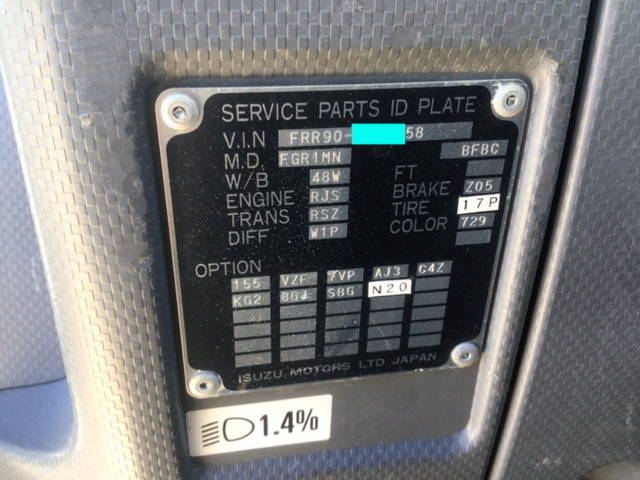 SERVICE PARTS ID PLATE
V.I.N FRR90- 58
M.D. FGR1MN BFBC
W/B 48W FT
ENGINE RJS BRAKE Z05
TRANS RSZ TIRE 17P
DIFF W1P COLOR 729
OPTION
155 VZF 7VP AJ3 C4Z
KG2 8GJ SBG N20
ISUZU MOTORS LTD JAPAN
1.4%